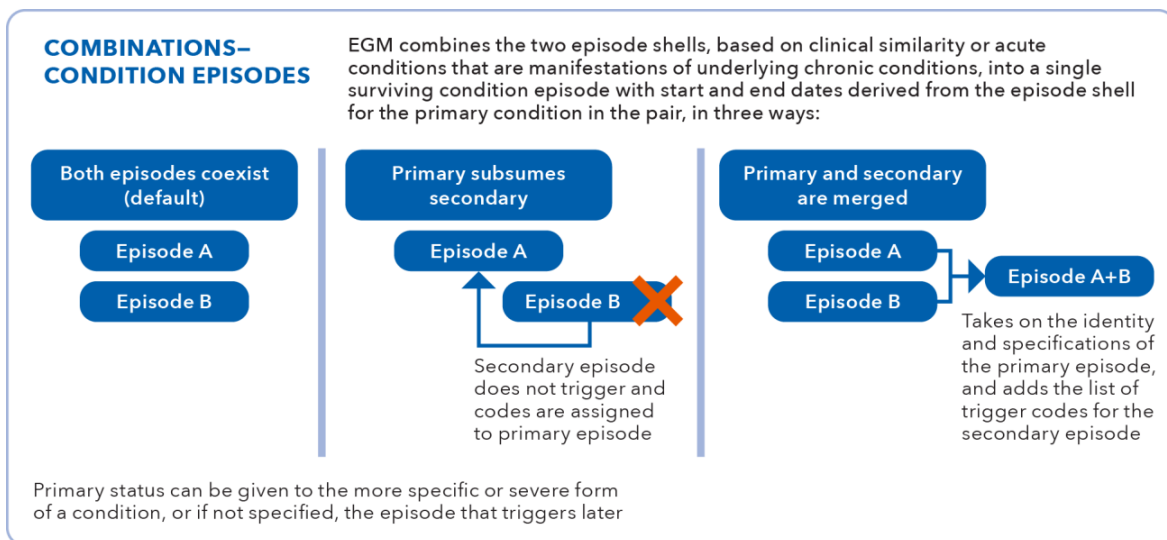 COMBINATIONS–
CONDITION EPISODES
EGM combines the two episode shells, based on clinical similarity or acute
conditions that are manifestations of underlying chronic conditions, into a single
surviving condition episode with start and end dates derived from the episode shell
for the primary condition in the pair, in three ways:
Both episodes coexist
(default)
Episode A
Episode B
Primary subsumes
secondary
Episode A
Episode B
Secondary episode
does not trigger and
codes are assigned
to primary episode
Primary and secondary
are merged
Episode A
Episode B
Episode A+B
Takes on the identity
and specifications of
the primary episode,
and adds the list of
trigger codes for the
secondary episode
Primary status can be given to the more specific or severe form
of a condition, or if not specified, the episode that triggers later